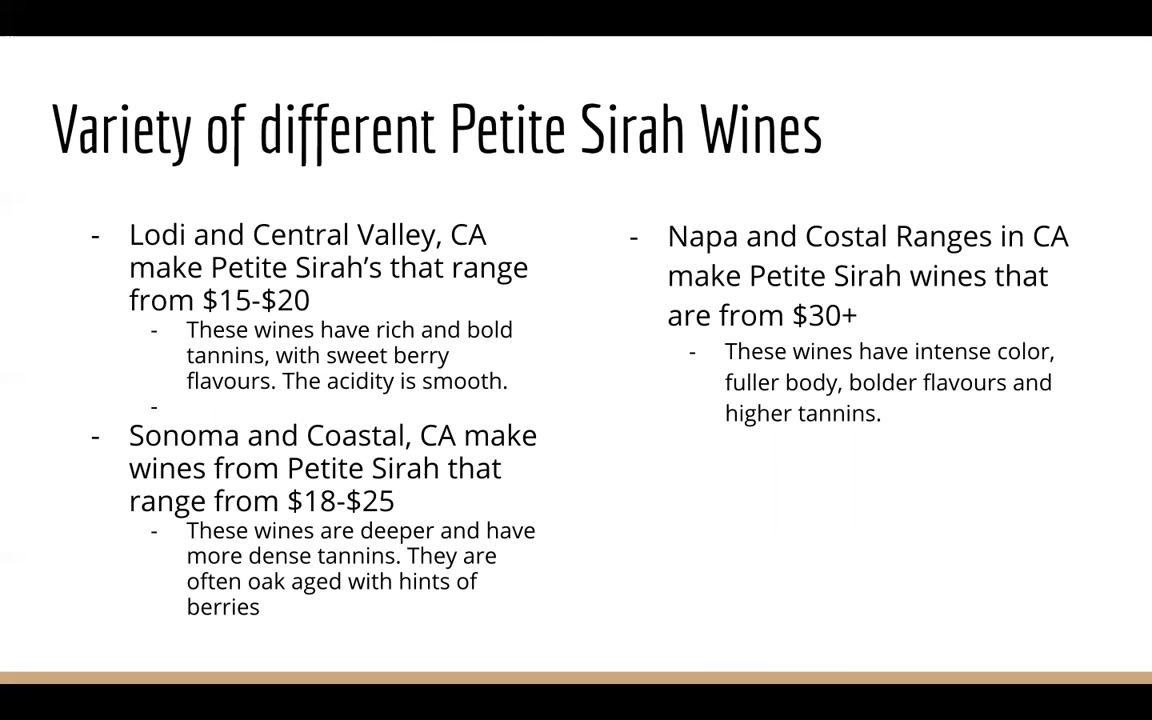 Variety of different Petite Sirah Wines
- Lodi and Central Valley, CA
make Petite Sirah’s that range
from $15-$20
- These wines have rich and bold
tannins, with sweet berry
flavours. The acidity is smooth.
-
- Sonoma and Coastal, CA make
wines from Petite Sirah that
range from $18-$25
- These wines are deeper and have
more dense tannins. They are
often oak aged with hints of
berries
- Napa and Costal Ranges in CA
make Petite Sirah wines that
are from $30+
- These wines have intense color,
fuller body, bolder flavours and
higher tannins.